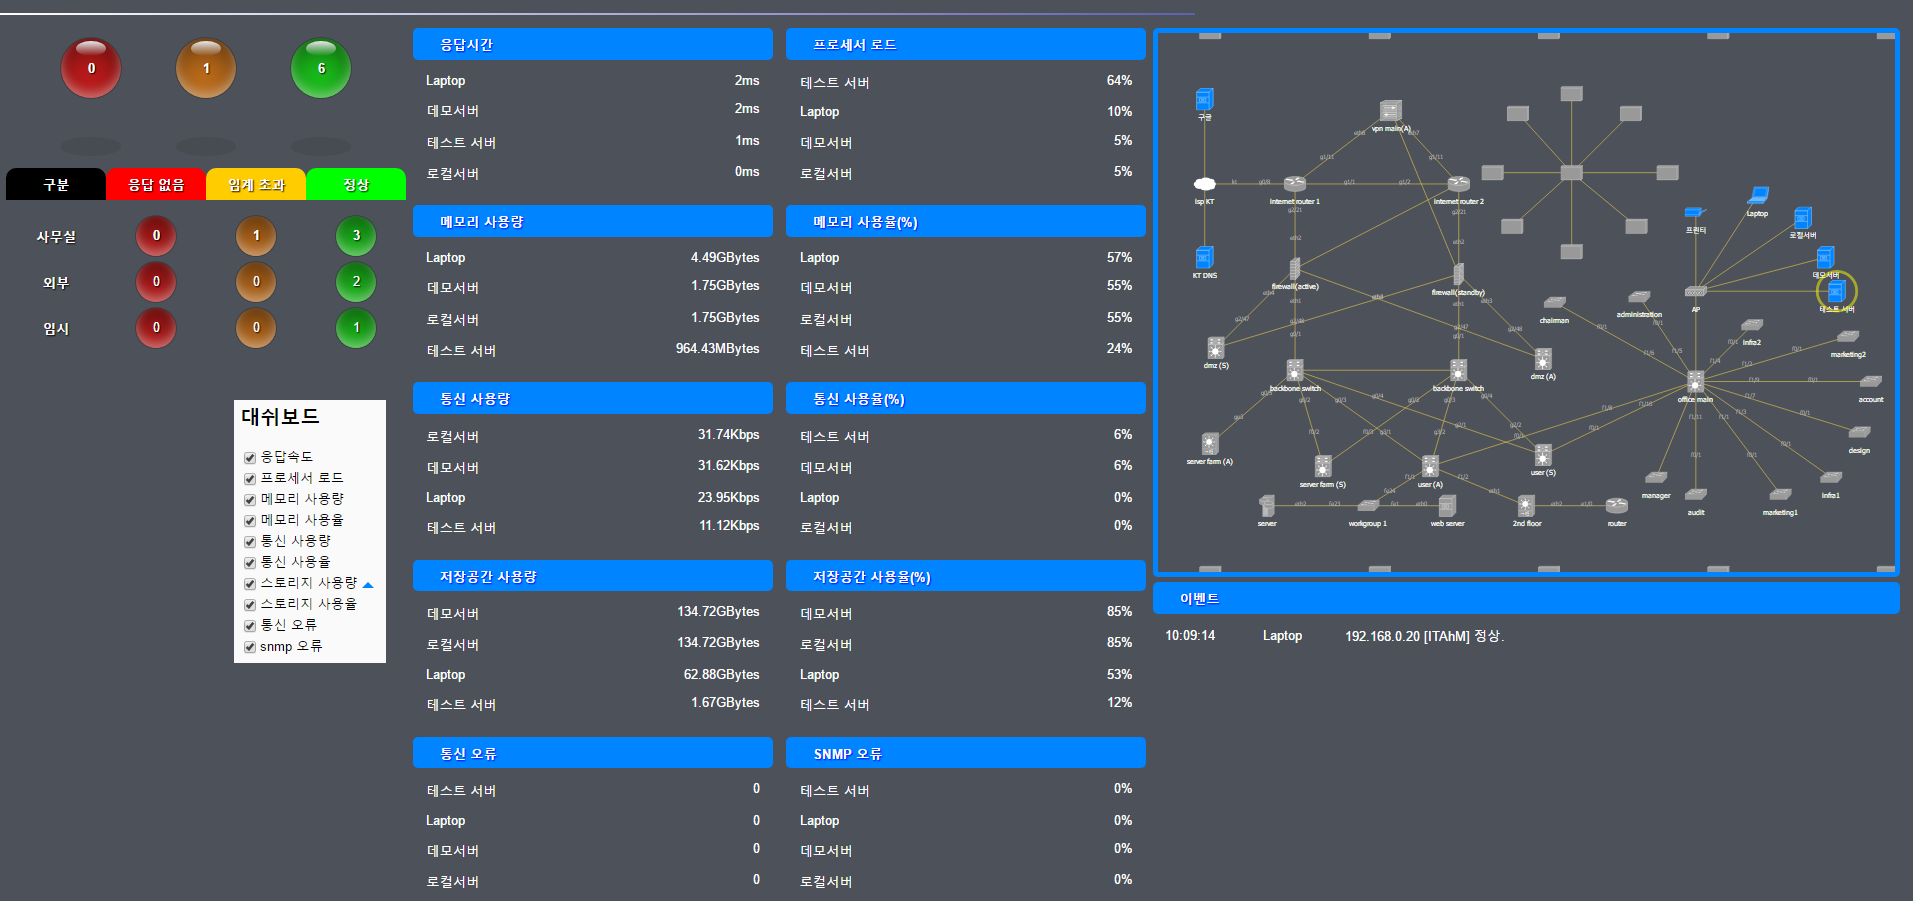 0 1 6
구분 응답 없음 임계 초과 정상
사무실 0 1 3
외부 0 0 2
임시 0 0 1
대쉬보드
응답속도
프로세서 로드
메모리 사용량
메모리 사용율
통신 사용량
통신 사용율
스토리지 사용량
스토리지 사용율
통신 오류
snmp 오류
응답시간
Laptop 2ms
데모서버 2ms
테스트 서버 1ms
로컬서버 0ms
프로세서 로드
테스트 서버 64%
Laptop 10%
데모서버 5%
로컬서버 5%
메모리 사용량
Laptop 4.49GBytes
데모서버 1.75GBytes
로컬서버 1.75GBytes
테스트 서버 964.43MBytes
메모리 사용율(%)
Laptop 57%
데모서버 55%
로컬서버 55%
테스트 서버 24%
통신 사용량
로컬서버 31.74Kbps
데모서버 31.62Kbps
Laptop 23.95Kbps
테스트 서버 11.12Kbps
통신 사용율(%)
테스트 서버 6%
데모서버 6%
Laptop 0%
로컬서버 0%
저장공간 사용량
데모서버 134.72GBytes
로컬서버 134.72GBytes
Laptop 62.88GBytes
테스트 서버 1.67GBytes
저장공간 사용율(%)
데모서버 85%
로컬서버 85%
Laptop 53%
테스트 서버 12%
통신 오류
테스트 서버 0
Laptop 0
데모서버 0
로컬서버 0
SNMP 오류
테스트 서버 0%
Laptop 0%
데모서버 0%
로컬서버 0%
구글
vpn main(A)
g1/11
g1/11
isp KT
g0/8
internet router 1
g1/1
g1/2
internet router 2
g2/21
g2/21
프린터
Laptop
로컬서버
KT DNS
eth2
eth2
데모서버
테스트 서버
firewall(active)
firewall(standby)
AP
chairman
administration
infra2
marketing2
dmz (S)
dmz (A)
backbone switch
backbone switch
office main
account
server farm (A)
server farm (S)
user (A)
user (S)
design
manager
audit
marketing1
infra1
server
workgroup 1
web server
2nd floor
router
이벤트
10:09:14 Laptop 192.168.0.20 [ITAhM] 정상.